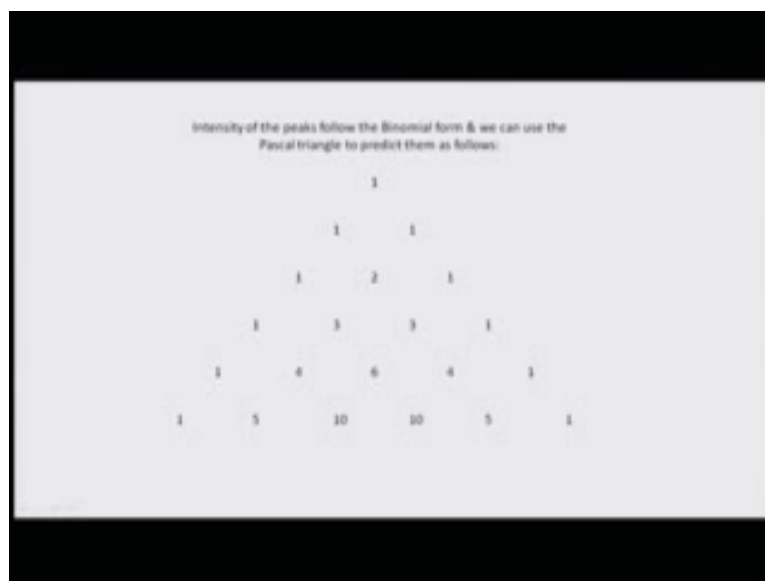 Intensity of the peaks follow the Binomial form & we can use the
Pascal triangle to predict them as follows:
1
1 1
1 2 1
1 3 3 1
1 4 6 4 1
1 5 10 10 5 1